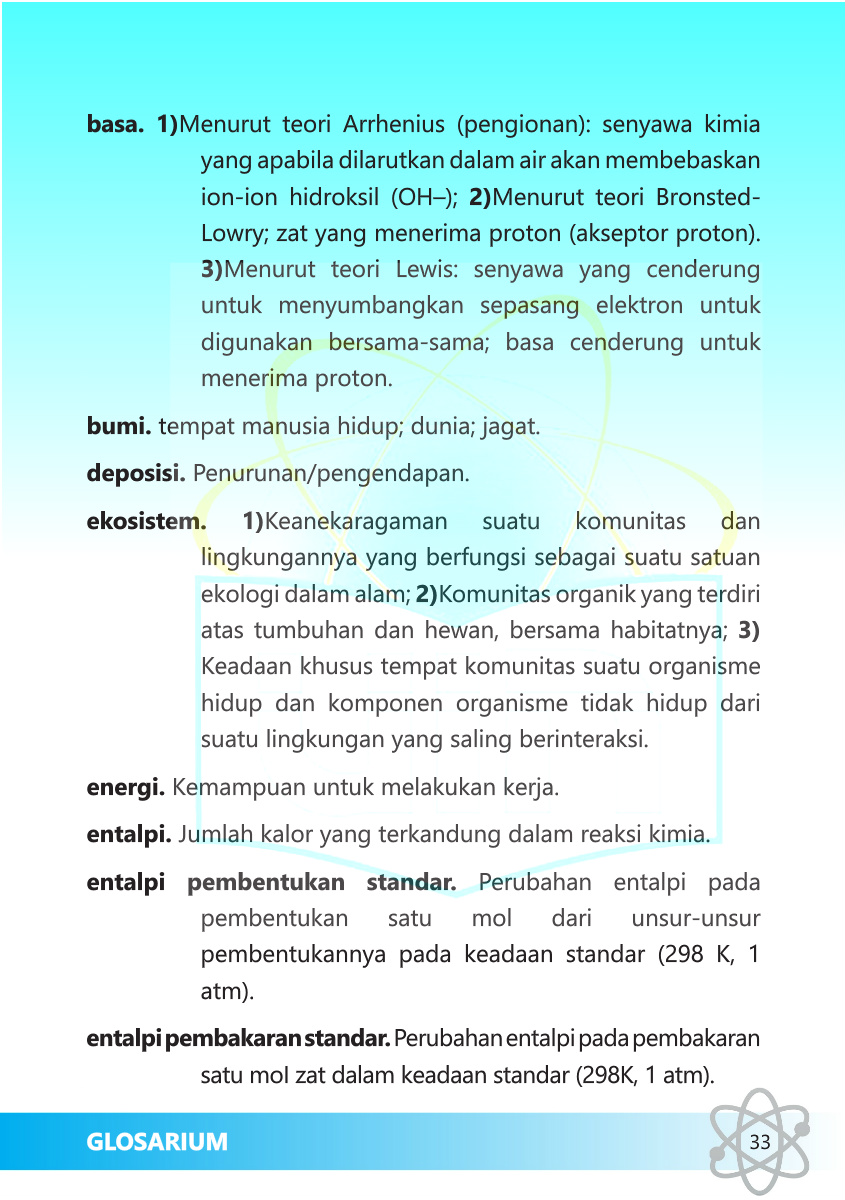 basa. 1)Menurut teori Arrhenius (pengionan): senyawa kimia
yang apabila dilarutkan dalam air akan membebaskan
ion-ion hidroksil (OH–); 2)Menurut teori Bronsted-
Lowry; zat yang menerima proton (akseptor proton).
3)Menurut teori Lewis: senyawa yang cenderung
untuk menyumbangkan sepasang elektron untuk
digunakan bersama-sama; basa cenderung untuk
menerima proton.
bumi. tempat manusia hidup; dunia; jagat.
deposisi. Penurunan/pengendapan.
ekosistem. 1)Keanekaragaman suatu komunitas dan
lingkungannya yang berfungsi sebagai suatu satuan
ekologi dalam alam; 2)Komunitas organik yang terdiri
atas tumbuhan dan hewan, bersama habitatnya; 3)
Keadaan khusus tempat komunitas suatu organisme
hidup dan komponen organisme tidak hidup dari
suatu lingkungan yang saling berinteraksi.
energi. Kemampuan untuk melakukan kerja.
entalpi. Jumlah kalor yang terkandung dalam reaksi kimia.
entalpi pembentukan standar. Perubahan entalpi pada
pembentukan satu mol dari unsur-unsur
pembentukannya pada keadaan standar (298 K, 1
atm).
entalpi pembakaran standar. Perubahan entalpi pada pembakaran
satu moI zat dalam keadaan standar (298K, 1 atm).
GLOSARIUM 33